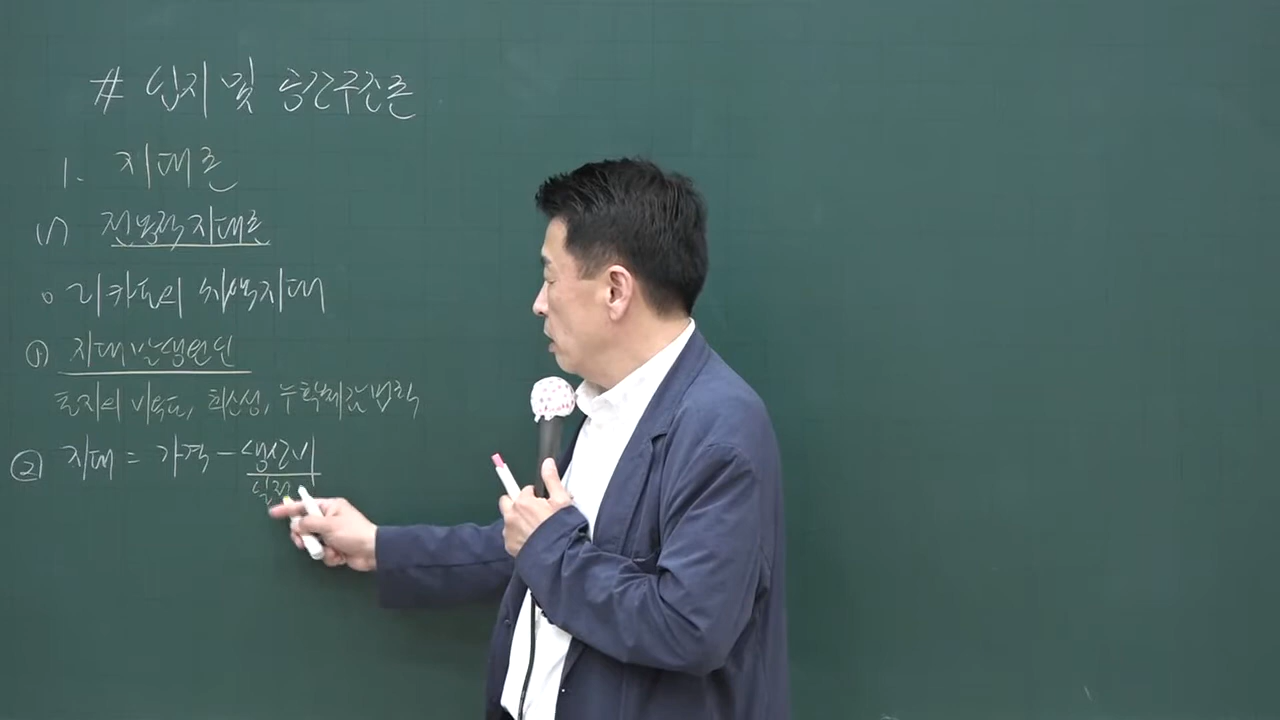 # 입지 및 공간구조론
1. 지대론
(1) 전통적 지대론
○ 리카도의 차액지대
① 지대발생원인
토지의 비옥도, 희소성, 수확체감법칙
② 지대 = 가격 - 생산비
일정